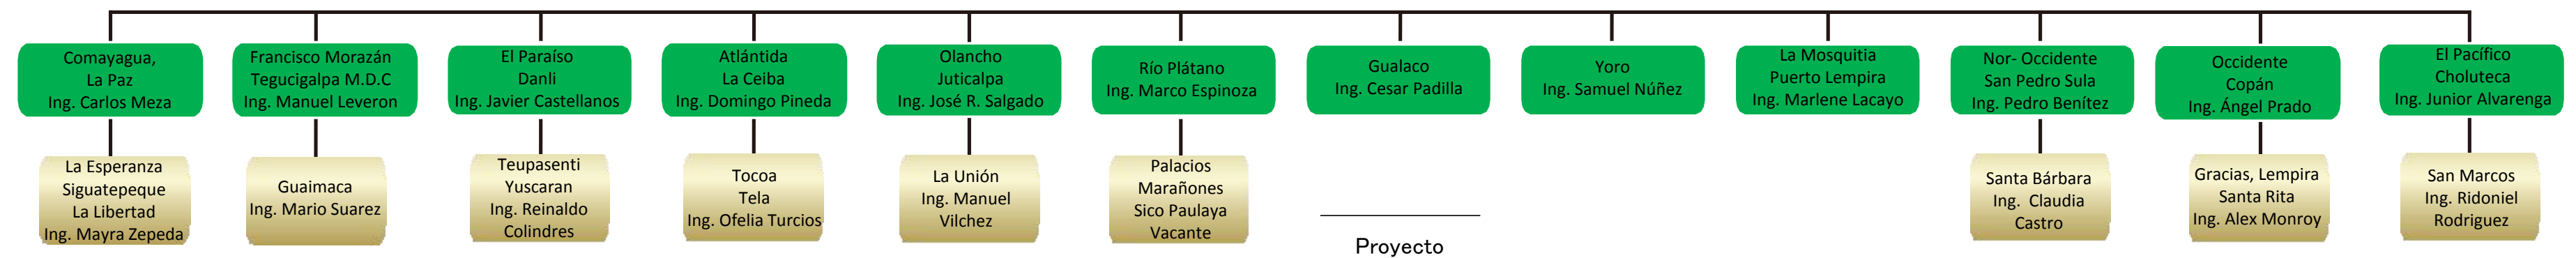 Comayagua,
La Paz
Ing. Carlos Meza
Francisco Morazán
Tegucigalpa M.D.C
Ing. Manuel Leveron
El Paraíso
Danli
Ing. Javier Castellanos
Atlántida
La Ceiba
Ing. Domingo Pineda
Olancho
Juticalpa
Ing. José R. Salgado
Río Plátano
Ing. Marco Espinoza
Gualaco
Ing. Cesar Padilla
Yoro
Ing. Samuel Núñez
La Mosquitia
Puerto Lempira
Ing. Marlene Lacayo
Nor- Occidente
San Pedro Sula
Ing. Pedro Benítez
Occidente
Copán
Ing. Ángel Prado
El Pacífico
Choluteca
Ing. Junior Alvarenga
La Esperanza
Siguatepeque
La Libertad
Ing. Mayra Zepeda
Guaimaca
Ing. Mario Suarez
Teupasenti
Yuscaran
Ing. Reinaldo
Colindres
Tocoa
Tela
Ing. Ofelia Turcios
La Unión
Ing. Manuel
Vilchez
Palacios
Marañones
Sico Paulaya
Vacante
Proyecto
Santa Bárbara
Ing. Claudia
Castro
Gracias, Lempira
Santa Rita
Ing. Alex Monroy
San Marcos
Ing. Ridoniel
Rodriguez